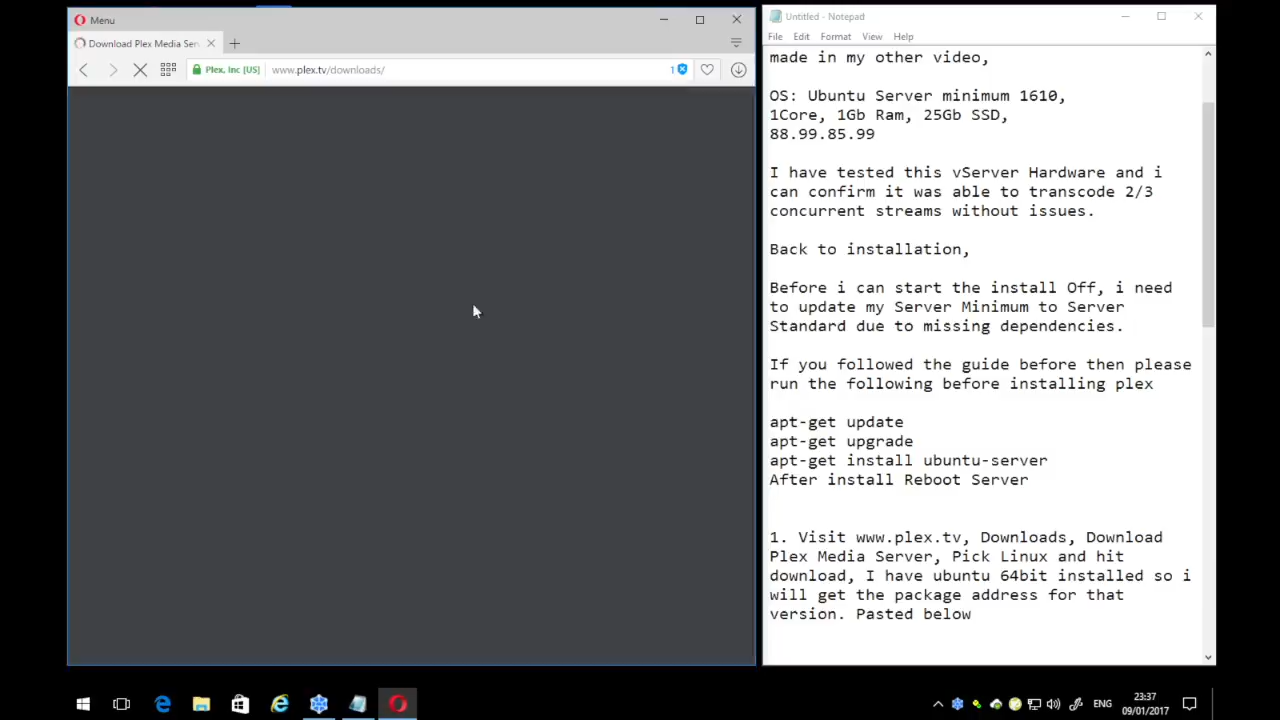 Menu
Download Plex Media Ser
Plex, Inc [US]
www.plex.tv/downloads/
1
Untitled - Notepad
File Edit Format View Help
made in my other video,
OS: Ubuntu Server minimum 1610,
1Core, 1Gb Ram, 25Gb SSD,
88.99.85.99
I have tested this vServer Hardware and i
can confirm it was able to transcode 2/3
concurrent streams without issues.
Back to installation,
Before i can start the install Off, i need
to update my Server Minimum to Server
Standard due to missing dependencies.
If you followed the guide before then please
run the following before installing plex
apt-get update
apt-get upgrade
apt-get install ubuntu-server
After install Reboot Server
1. Visit www.plex.tv, Downloads, Download
Plex Media Server, Pick Linux and hit
download, I have ubuntu 64bit installed so i
will get the package address for that
version. Pasted below
ENG
23:37
09/01/2017